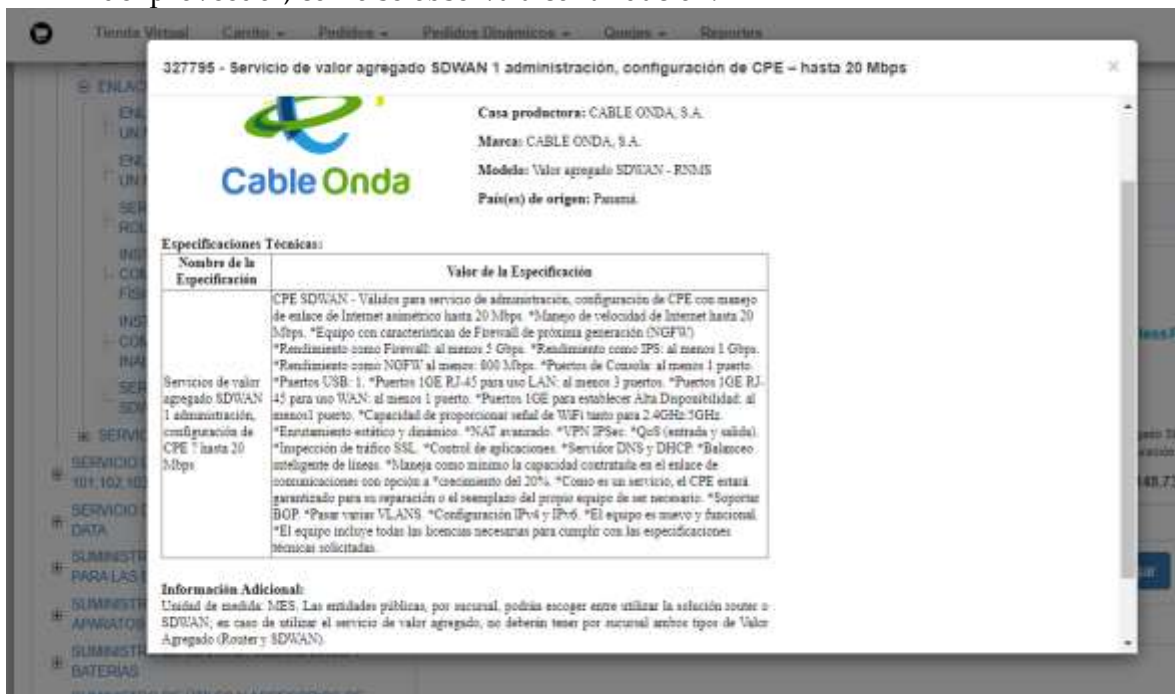 Tienda Virtual Carrito Pedidos Pedidos Dinámicos Quejas Reportes
327795 - Servicio de valor agregado SDWAN 1 administración, configuración de CPE – hasta 20 Mbps
×
Cable Onda
Casa productora: CABLE ONDA, S.A.
Marca: CABLE ONDA, S.A.
Modelo: Valor agregado SDWAN - RNMS
País(es) de origen: Panamá.
Especificaciones Técnicas:
Nombre de la
Especificación
Valor de la Especificación
Servicios de valor
agregado SDWAN
1 administración,
configuración de
CPE ? hasta 20
Mbps
CPE SDWAN - Válidos para servicio de administración, configuración de CPE con manejo
de enlace de Internet asimétrico hasta 20 Mbps. *Manejo de velocidad de Internet hasta 20
Mbps. *Equipo con características de Firewall de próxima generación (NGFW)
*Rendimiento como Firewall: al menos 5 Gbps. *Rendimiento como IPS: al menos 1 Gbps.
*Rendimiento como NGFW al menos: 800 Mbps. *Puertos de Consola: al menos 1 puerto.
*Puertos USB: 1. *Puertos 1GE RJ-45 para uso LAN: al menos 3 puertos. *Puertos 1GE RJ-
45 para uso WAN: al menos 1 puerto. *Puertos 1GE para establecer Alta Disponibilidad: al
menos1 puerto. *Capacidad de proporcionar señal de WiFi tanto para 2.4GHz 5GHz.
*Enrutamiento estático y dinámico. *NAT avanzado. *VPN IPSec. *QoS (entrada y salida).
*Inspección de tráfico SSL. *Control de aplicaciones. *Servidor DNS y DHCP. *Balanceo
inteligente de líneas. *Maneja como mínimo la capacidad contratada en el enlace de
comunicaciones con opción a *crecimiento del 20%. *Como es un servicio, el CPE estará
garantizado para su reparación o el reemplazo del propio equipo de ser necesario. *Soportar
BGP. *Pasar varias VLANS. *Configuración IPv4 y IPv6. *El equipo es nuevo y funcional.
*El equipo incluye todas las licencias necesarias para cumplir con las especificaciones
técnicas solicitadas.
Información Adicional:
Unidad de medida: MES. Las entidades públicas, por sucursal, podrán escoger entre utilizar la solución router o
SDWAN; en caso de utilizar el servicio de valor agregado, no deberán tener por sucursal ambos tipos de Valor
Agregado (Router y SDWAN).
SERVICIO
101,102,103
SERVICIO
DATA
PARA LAS
BATERIAS